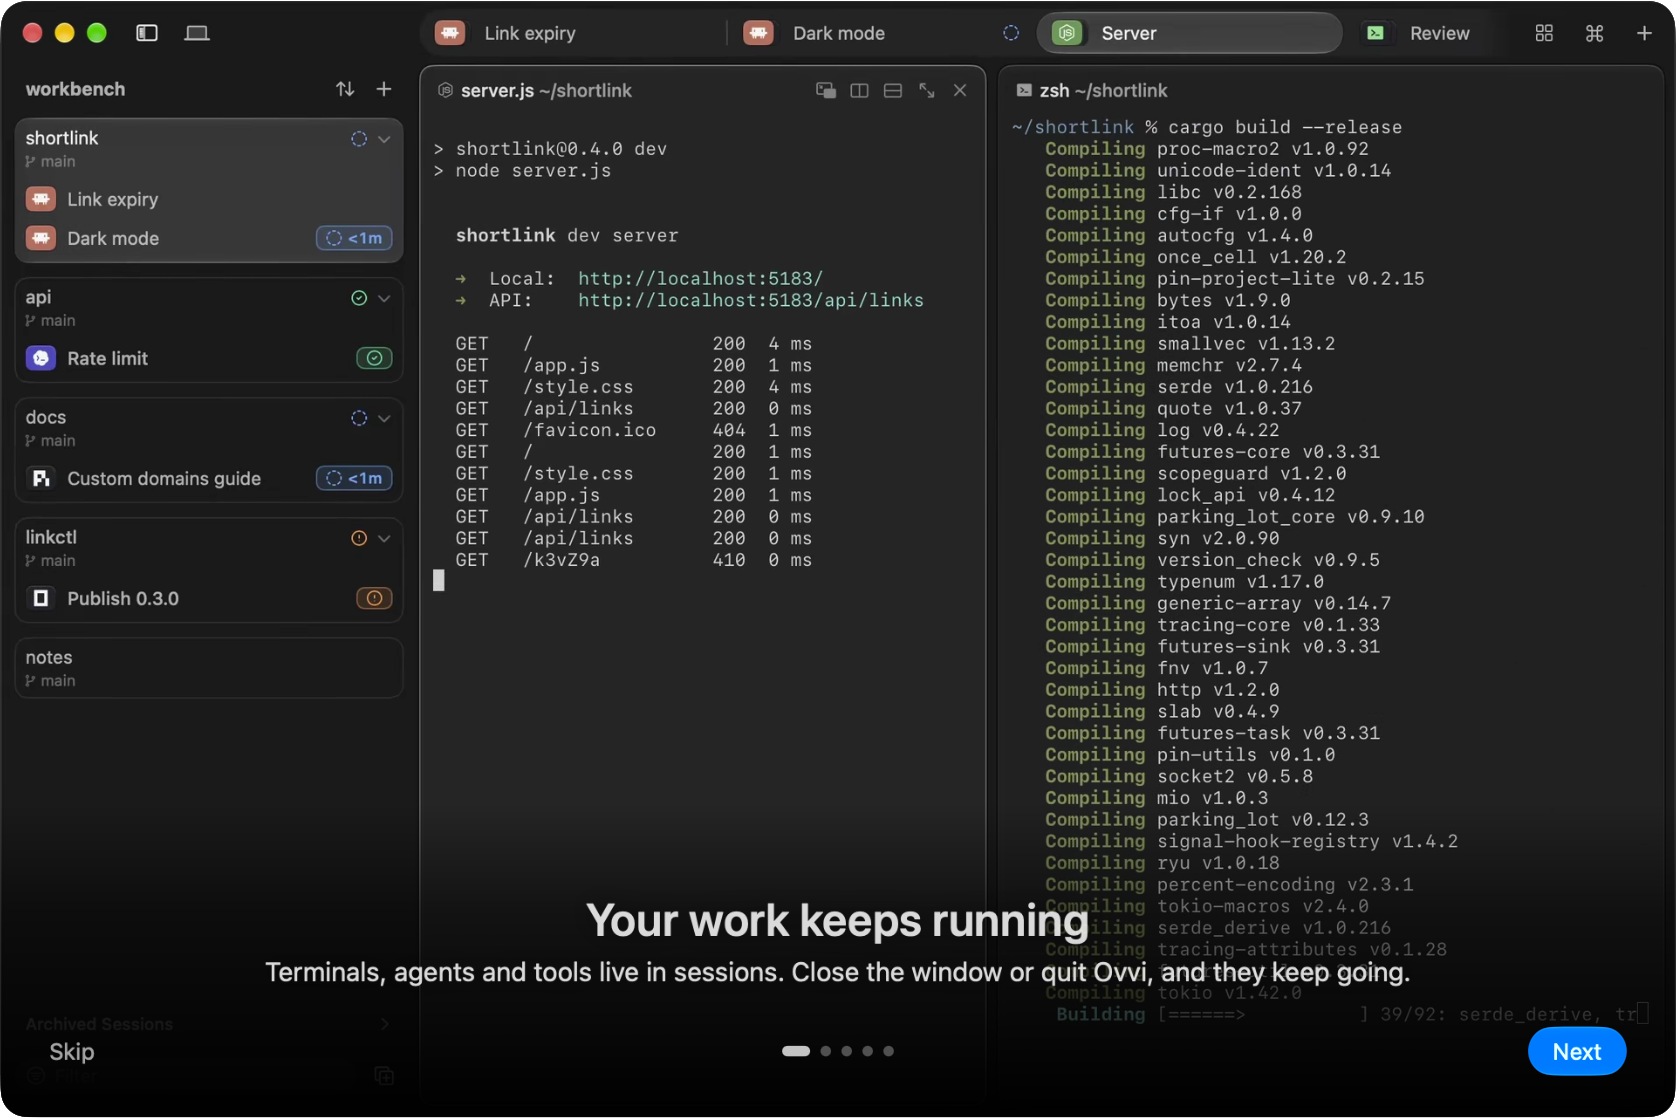 Link expiry
Dark mode
Server
Review
workbench
shortlink
main
Link expiry
Dark mode
<1m
api
main
Rate limit
docs
main
Custom domains guide
<1m
linkctl
main
Publish 0.3.0
notes
main
Archived Sessions
Skip
server.js ~/shortlink
> shortlink@0.4.0 dev
> node server.js
shortlink dev server
→ Local: http://localhost:5183/
→ API: http://localhost:5183/api/links
GET / 200 4 ms
GET /app.js 200 1 ms
GET /style.css 200 4 ms
GET /api/links 200 0 ms
GET /favicon.ico 404 1 ms
GET / 200 1 ms
GET /style.css 200 1 ms
GET /app.js 200 1 ms
GET /api/links 200 0 ms
GET /api/links 200 0 ms
GET /k3vZ9a 410 0 ms
zsh ~/shortlink
~/shortlink % cargo build --release
Compiling proc-macro2 v1.0.92
Compiling unicode-ident v1.0.14
Compiling libc v0.2.168
Compiling cfg-if v1.0.0
Compiling autocfg v1.4.0
Compiling once_cell v1.20.2
Compiling pin-project-lite v0.2.15
Compiling bytes v1.9.0
Compiling itoa v1.0.14
Compiling smallvec v1.13.2
Compiling memchr v2.7.4
Compiling serde v1.0.216
Compiling quote v1.0.37
Compiling log v0.4.22
Compiling futures-core v0.3.31
Compiling scopeguard v1.2.0
Compiling lock_api v0.4.12
Compiling parking_lot_core v0.9.10
Compiling syn v2.0.90
Compiling version_check v0.9.5
Compiling typenum v1.17.0
Compiling generic-array v0.14.7
Compiling tracing-core v0.1.33
Compiling futures-sink v0.3.31
Compiling fnv v1.0.7
Compiling http v1.2.0
Compiling slab v0.4.9
Compiling futures-task v0.3.31
Compiling pin-utils v0.1.0
Compiling socket2 v0.5.8
Compiling mio v1.0.3
Compiling parking_lot v0.12.3
Compiling signal-hook-registry v1.4.2
Compiling ryu v1.0.18
Compiling percent-encoding v2.3.1
Compiling tokio-macros v2.4.0
Compiling serde_derive v1.0.216
Compiling tracing-attributes v0.1.28
Compiling tokio v1.42.0
Building [======> ] 39/92: serde_derive, tr
Your work keeps running
Terminals, agents and tools live in sessions. Close the window or quit Ovvi, and they keep going.
Next